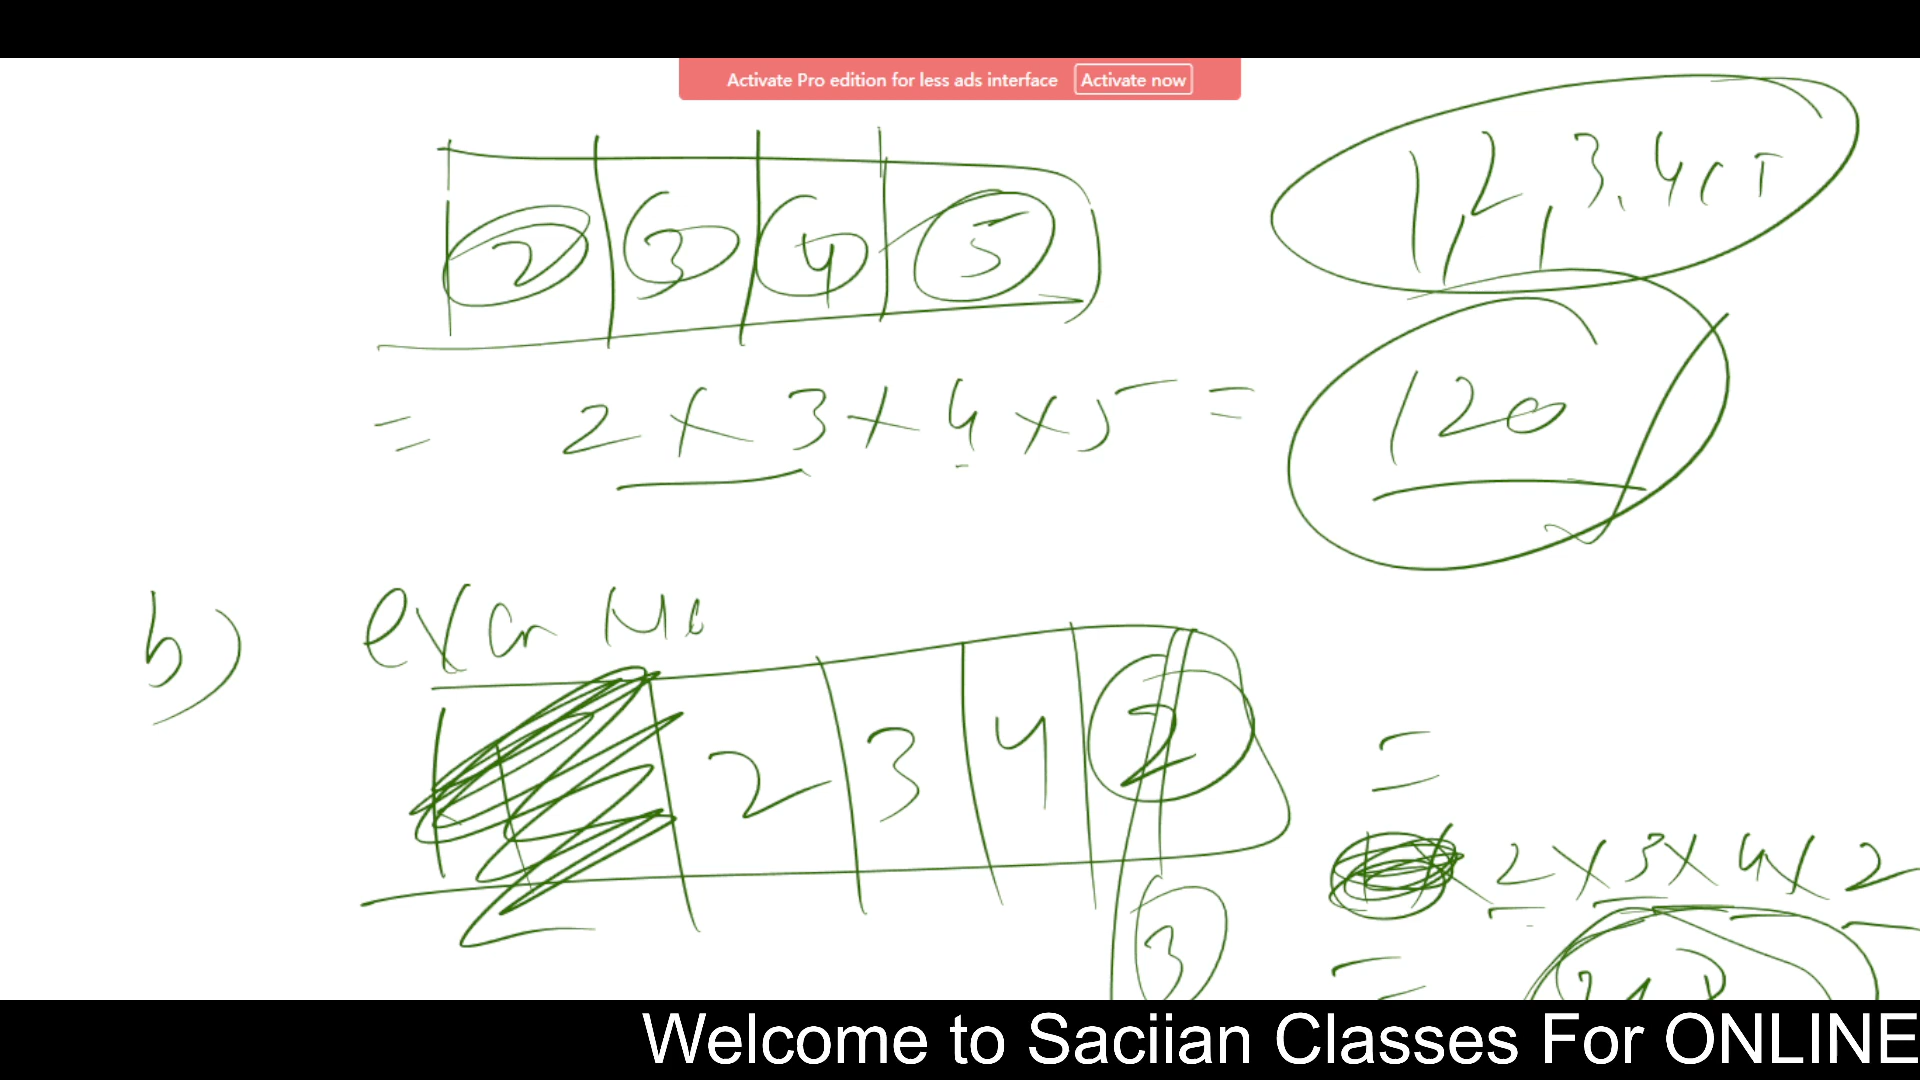 Activate Pro edition for less ads interface Activate now
1, 2, 3, 4, 5
2 3 4 5
= 2 x 3 x 4 x 5 = 120
b) even No
2 3 4 2
=
2 x 3 x 4 x 2
3
=
Welcome to Saciian Classes For ONLINE